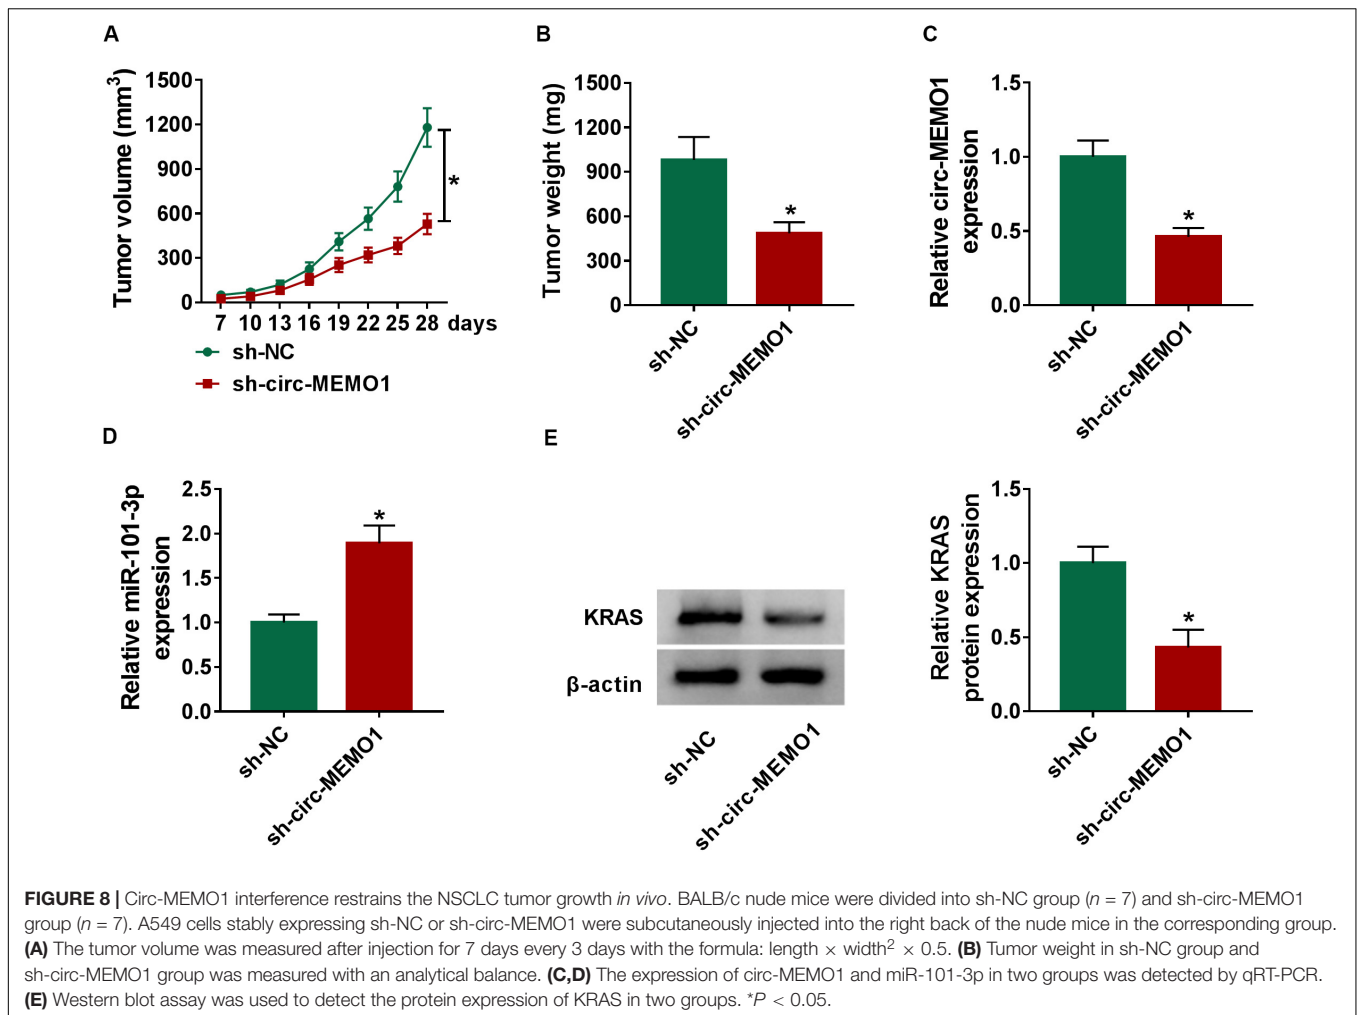 A
Tumor volume (mm³)
1500
1200
900
600
300
0
7 10 13 16 19 22 25 28 days
*
sh-NC
sh-circ-MEMO1
B
Tumor weight (mg)
1500
1200
900
600
300
0
*
sh-NC
sh-circ-MEMO1
C
Relative circ-MEMO1
expression
1.5
1.0
0.5
0.0
*
sh-NC
sh-circ-MEMO1
D
Relative miR-101-3p
expression
2.5
2.0
1.5
1.0
0.5
0.0
*
sh-NC
sh-circ-MEMO1
E
KRAS
β-actin
sh-NC
sh-circ-MEMO1
Relative KRAS
protein expression
1.5
1.0
0.5
0.0
*
sh-NC
sh-circ-MEMO1
FIGURE 8 | Circ-MEMO1 interference restrains the NSCLC tumor growth in vivo. BALB/c nude mice were divided into sh-NC group (n = 7) and sh-circ-MEMO1
group (n = 7). A549 cells stably expressing sh-NC or sh-circ-MEMO1 were subcutaneously injected into the right back of the nude mice in the corresponding group.
(A) The tumor volume was measured after injection for 7 days every 3 days with the formula: length × width² × 0.5. (B) Tumor weight in sh-NC group and
sh-circ-MEMO1 group was measured with an analytical balance. (C,D) The expression of circ-MEMO1 and miR-101-3p in two groups was detected by qRT-PCR.
(E) Western blot assay was used to detect the protein expression of KRAS in two groups. *P < 0.05.